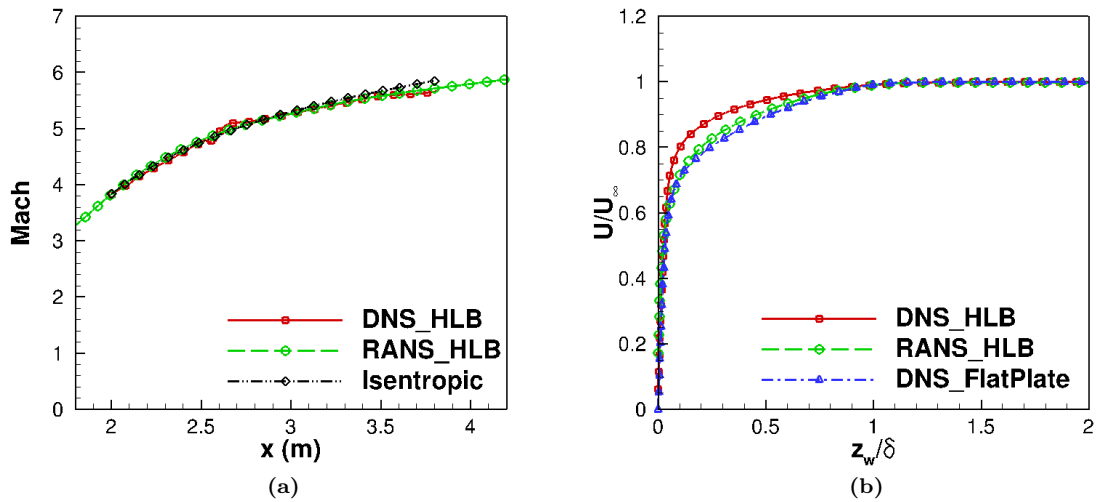 7
6
5
4
3
2
1
0
Mach
2
2.5
3
3.5
4
x (m)
DNS_HLB
RANS_HLB
Isentropic
(a)
1.2
1
0.8
0.6
0.4
0.2
0
U/U∞
0
0.5
1
1.5
2
z_w/δ
DNS_HLB
RANS_HLB
DNS_FlatPlate
(b)